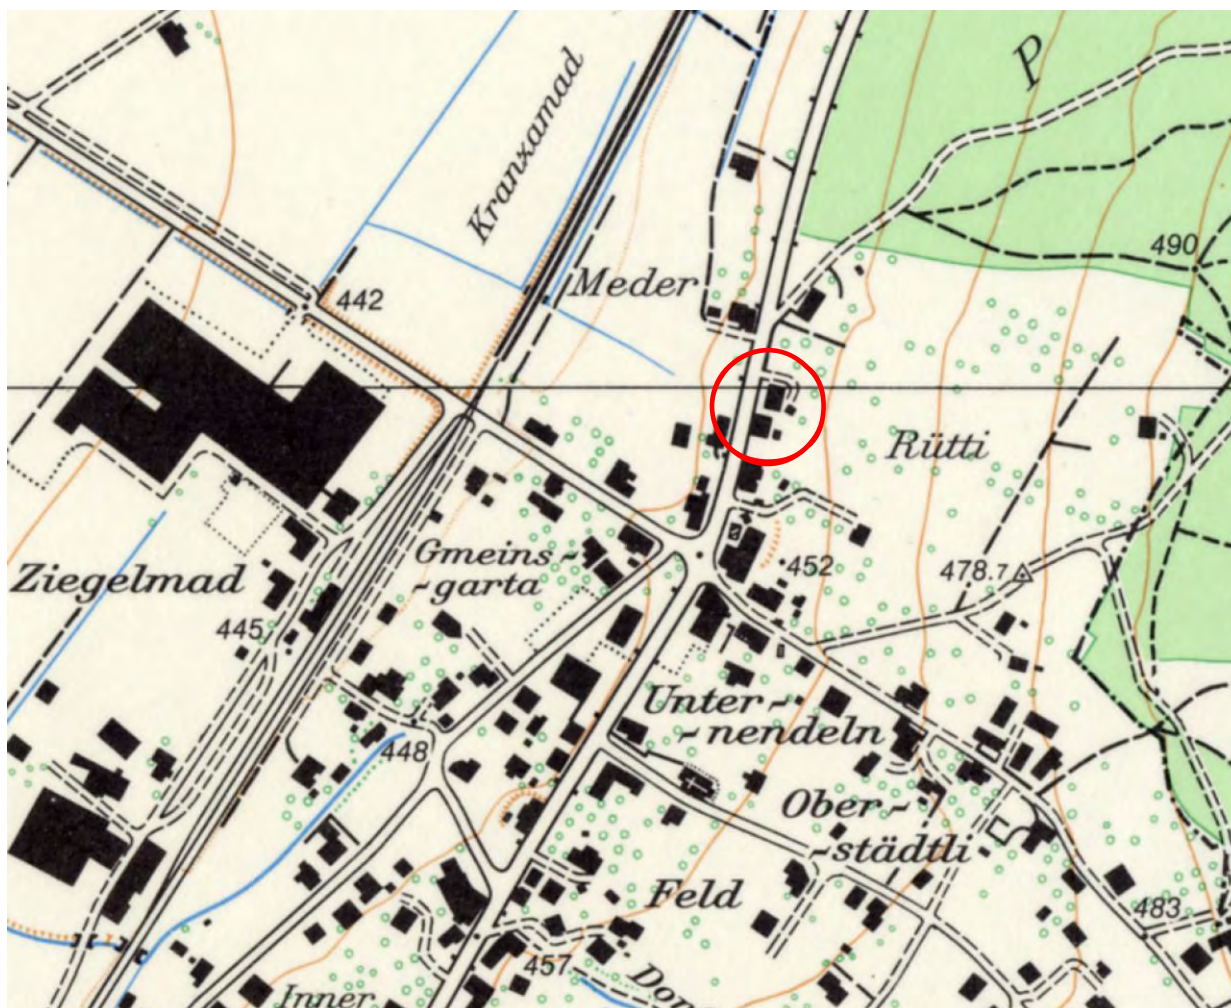 P
Kranzamad
490
Meder
442
Rütti
Gmeins-
-garta
Ziegelmad
452
478.7
445
Unter-
-nendeln
448
Ober-
-städtli
Feld
483
457
Inner